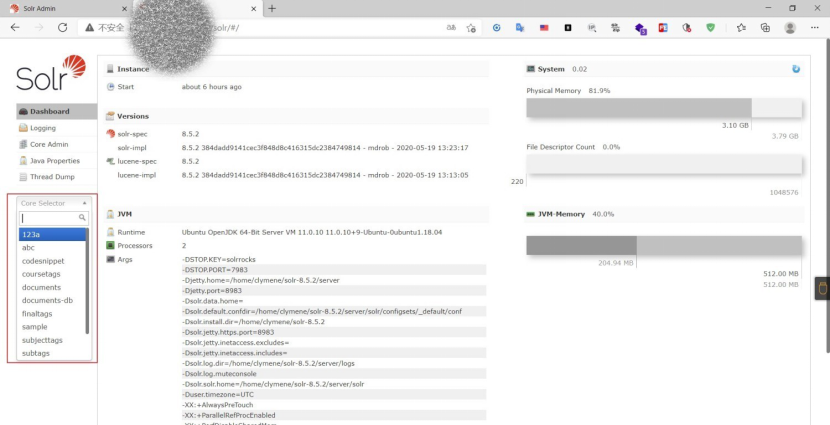 Solr Admin
不安全
/solr/#/
Solr
Dashboard
Logging
Core Admin
Java Properties
Thread Dump
Core Selector
123a
abc
codesnippet
coursetags
documents
documents-db
finaltags
sample
subjecttags
subtags
Instance
Start about 6 hours ago
Versions
solr-spec 8.5.2
solr-impl 8.5.2 384dadd9141cec3f848d8c416315dc2384749814 - mdrob - 2020-05-19 13:23:17
lucene-spec 8.5.2
lucene-impl 8.5.2 384dadd9141cec3f848d8c416315dc2384749814 - mdrob - 2020-05-19 13:13:05
JVM
Runtime Ubuntu OpenJDK 64-Bit Server VM 11.0.10 11.0.10+9-Ubuntu-0ubuntu1.18.04
Processors 2
Args -DSTOP.KEY=solrrocks
-DSTOP.PORT=7983
-Djetty.home=/home/clymene/solr-8.5.2/server
-Djetty.port=8983
-Dsolr.data.home=
-Dsolr.default.confdir=/home/clymene/solr-8.5.2/server/solr/configsets/_default/conf
-Dsolr.install.dir=/home/clymene/solr-8.5.2
-Dsolr.jetty.https.port=8983
-Dsolr.jetty.inetaccess.excludes=
-Dsolr.jetty.inetaccess.includes=
-Dsolr.log.dir=/home/clymene/solr-8.5.2/server/logs
-Dsolr.log.muteconsole
-Dsolr.solr.home=/home/clymene/solr-8.5.2/server/solr
-Duser.timezone=UTC
-XX:+AlwaysPreTouch
-XX:+ParallelRefProcEnabled
-XX:+PerfDisableSharedMem
System 0.02
Physical Memory 81.9%
3.10 GB
3.79 GB
File Descriptor Count 0.0%
220
1048576
JVM-Memory 40.0%
204.94 MB
512.00 MB
512.00 MB